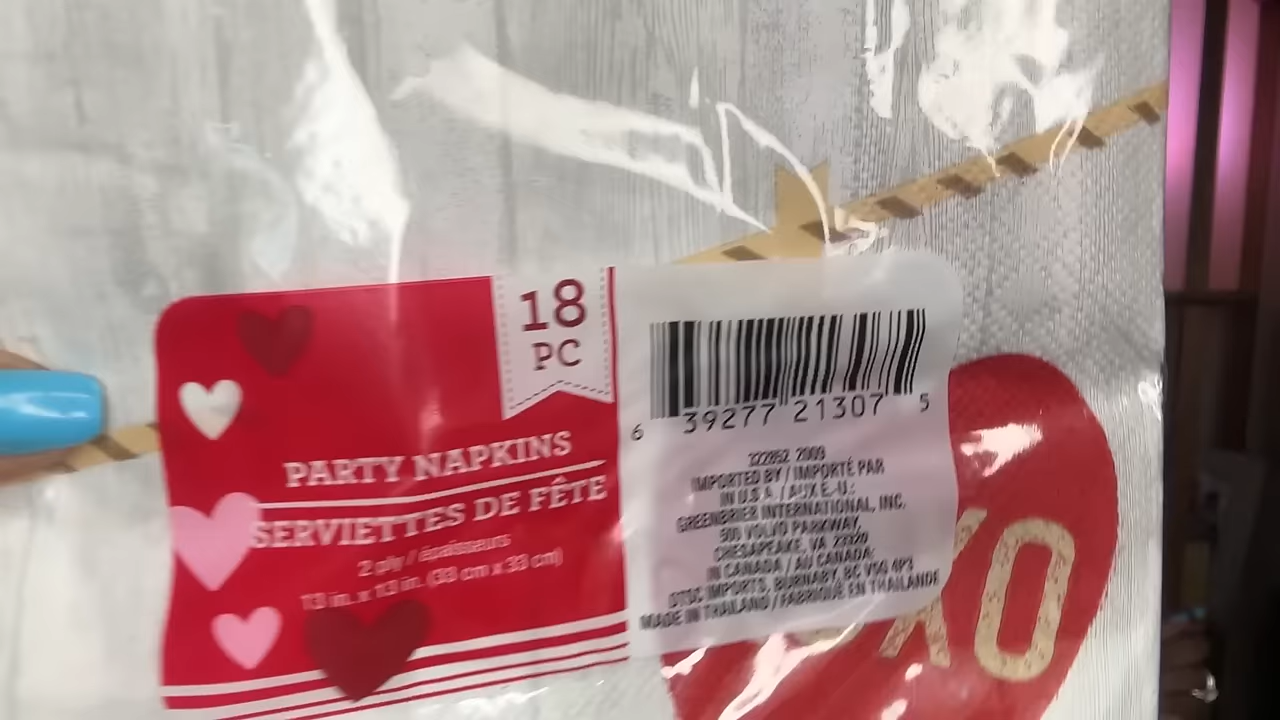 18
PC
PARTY NAPKINS
SERVIETTES DE FÊTE
2 ply / épaisseurs
13 in. x 13 in. (33 cm x 33 cm)
6 39277 21307 5
322852 2009
IMPORTED BY / IMPORTÉ PAR
IN U.S.A. / AUX É.-U.:
GREENBRIER INTERNATIONAL, INC.
500 VOLVO PARKWAY,
CHESAPEAKE, VA 23320
IN CANADA / AU CANADA:
DTSC IMPORTS, BURNABY, BC V5G 4P3
MADE IN THAILAND / FABRIQUÉ EN THAÏLANDE
XO